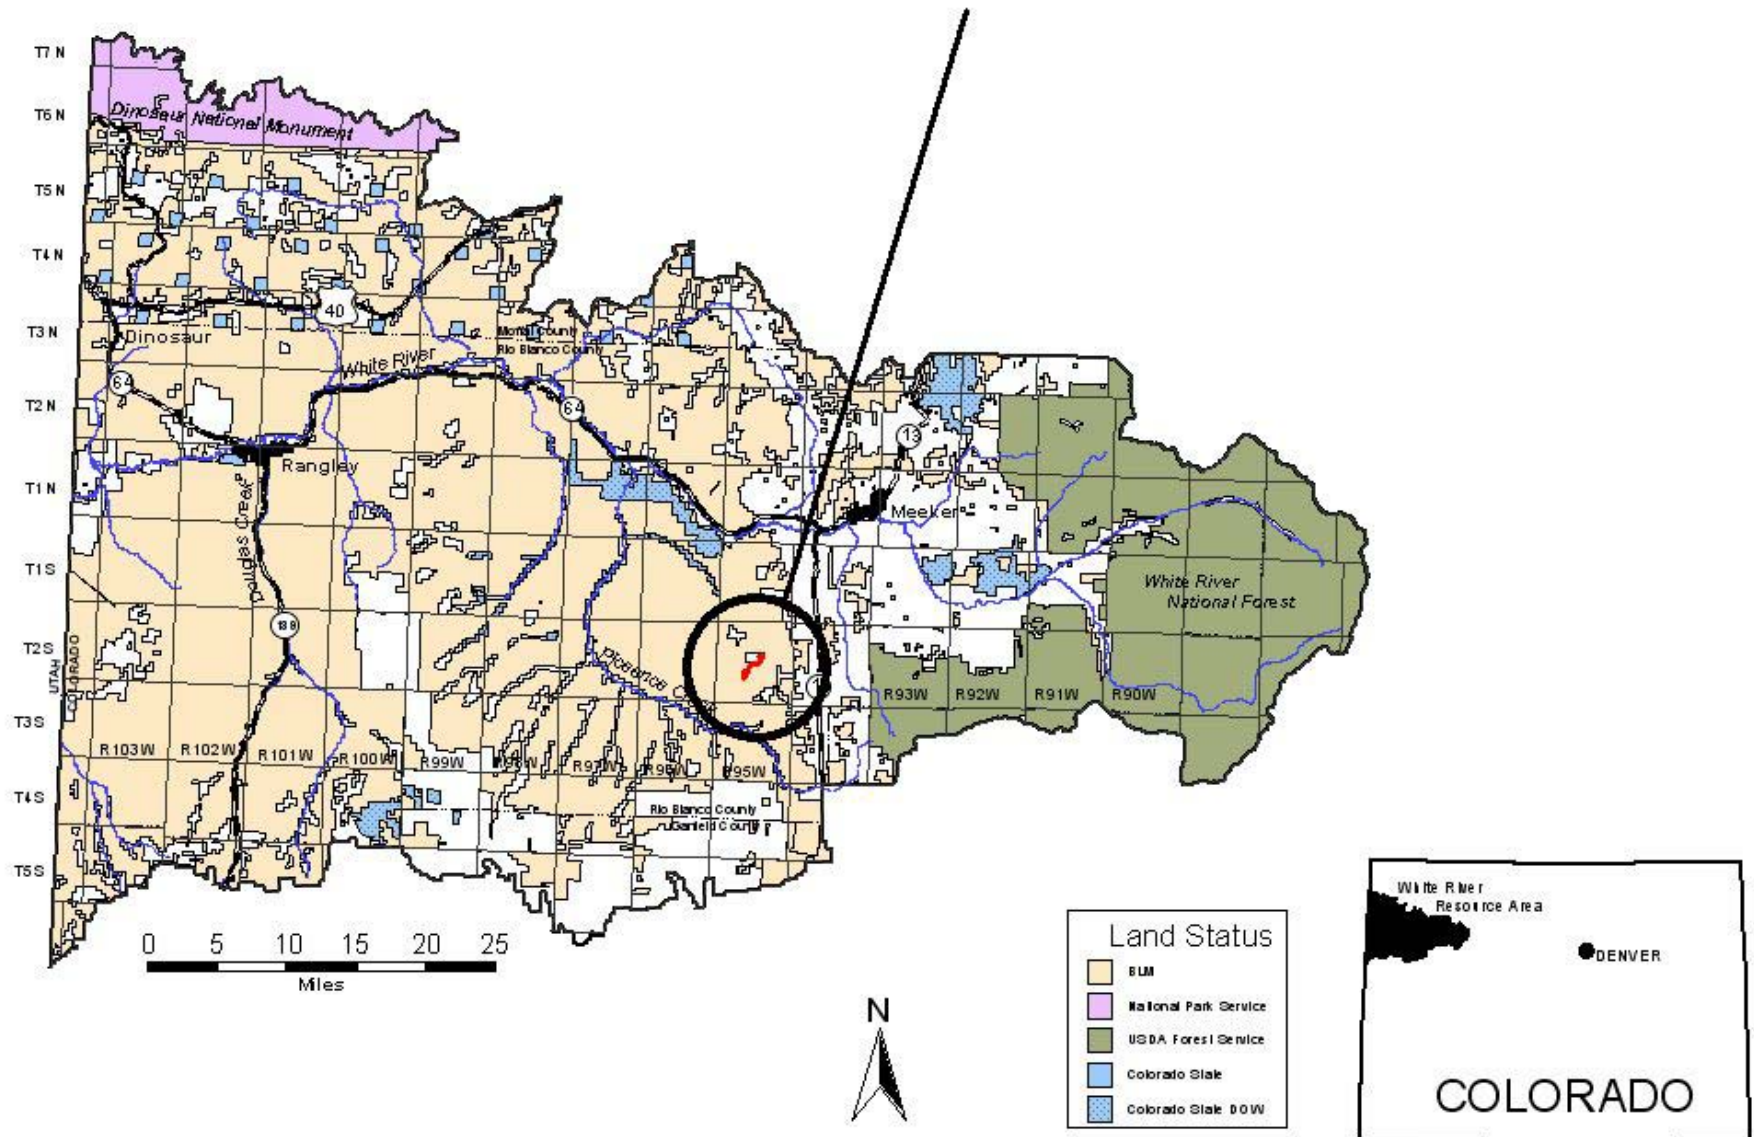 T7 N
T6 N
Dinosaur National Monument
T5 N
T4 N
40
T3 N
Dinosaur
Moffat County
Rio Blanco County
White River
64
T2 N
64
13
Rangley
T1 N
Douglas Creek
Meeker
T1S
White River
National Forest
139
T2S
UTAH
COLORADO
Piceance
R93W
R92W
R91W
R90W
T3S
R103W
R102W
R101W
R100W
R99W
R98W
R97W
R96W
R95W
T4S
Rio Blanco County
Garfield County
T5S
0 5 10 15 20 25
Miles
N
Land Status
BLM
National Park Service
USDA Forest Service
Colorado State
Colorado State DOW
White River
Resource Area
DENVER
COLORADO